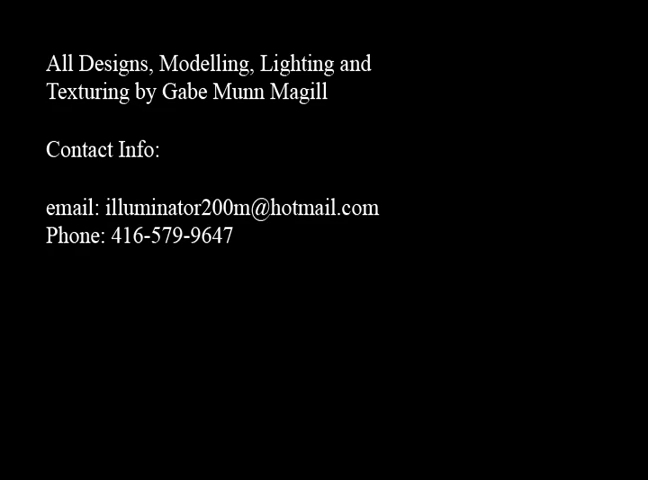 All Designs, Modelling, Lighting and
Texturing by Gabe Munn Magill
Contact Info:
email: illuminator200m@hotmail.com
Phone: 416-579-9647